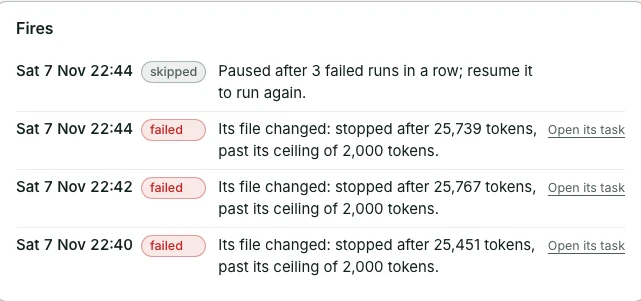 Fires
Sat 7 Nov 22:44 skipped Paused after 3 failed runs in a row; resume it
to run again.
Sat 7 Nov 22:44 failed Its file changed: stopped after 25,739 tokens, Open its task
past its ceiling of 2,000 tokens.
Sat 7 Nov 22:42 failed Its file changed: stopped after 25,767 tokens, Open its task
past its ceiling of 2,000 tokens.
Sat 7 Nov 22:40 failed Its file changed: stopped after 25,451 tokens, Open its task
past its ceiling of 2,000 tokens.